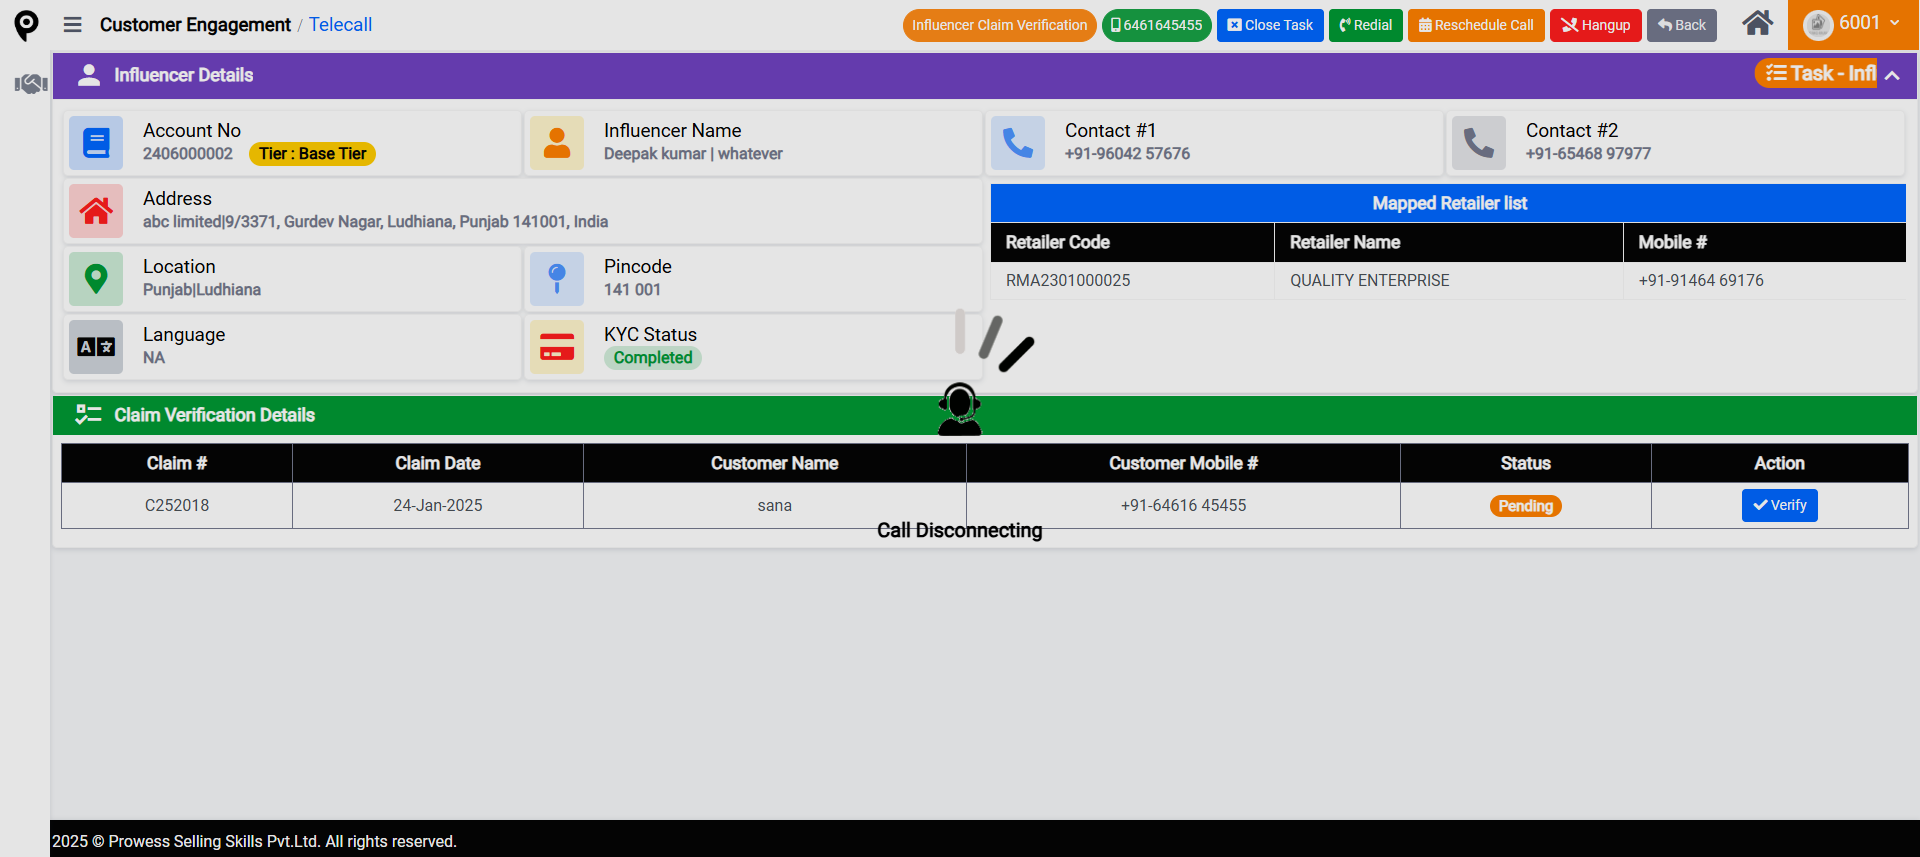 Customer Engagement / Telecall
Influencer Claim Verification
6461645455
Close Task
Redial
Reschedule Call
Hangup
Back
6001
Influencer Details
Task - Infl
Account No
2406000002 Tier : Base Tier
Influencer Name
Deepak kumar | whatever
Contact #1
+91-96042 57676
Contact #2
+91-65468 97977
Address
abc limited|9/3371, Gurdev Nagar, Ludhiana, Punjab 141001, India
Mapped Retailer list
Retailer Code Retailer Name Mobile #
RMA2301000025 QUALITY ENTERPRISE +91-91464 69176
Location
Punjab|Ludhiana
Pincode
141 001
Language
NA
KYC Status
Completed
Claim Verification Details
Claim # Claim Date Customer Name Customer Mobile # Status Action
C252018 24-Jan-2025 sana +91-64616 45455 Pending Verify
Call Disconnecting
2025 © Prowess Selling Skills Pvt.Ltd. All rights reserved.